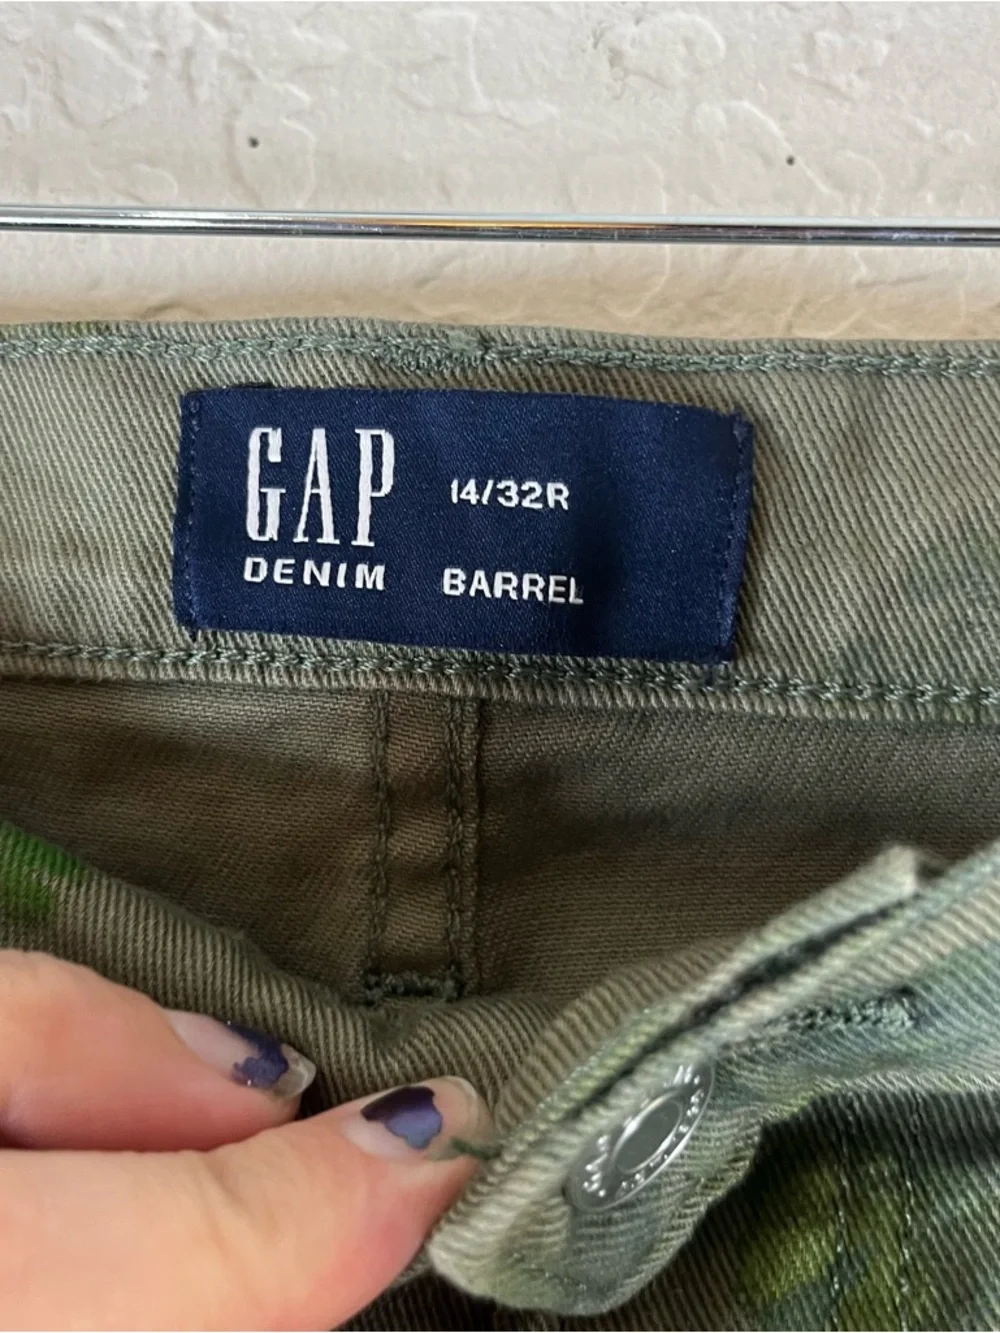 GAP
DENIM
14/32R
BARREL